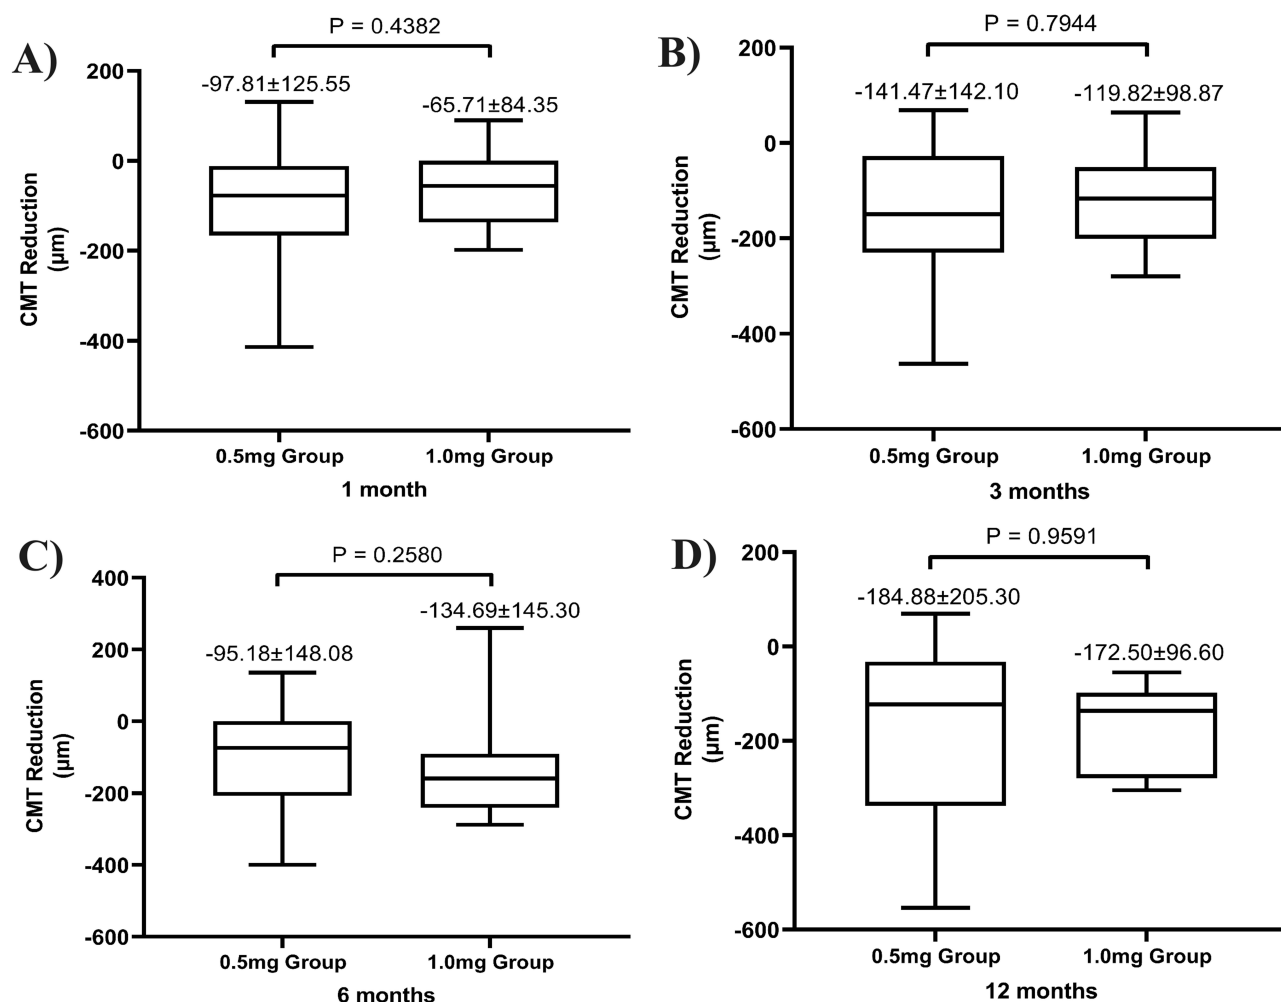 A)
P = 0.4382
200
0
-200
-400
-600
CMT Reduction
(µm)
-97.81±125.55
-65.71±84.35
0.5mg Group
1.0mg Group
1 month
B)
P = 0.7944
200
0
-200
-400
-600
CMT Reduction
(µm)
-141.47±142.10
-119.82±98.87
0.5mg Group
1.0mg Group
3 months
C)
P = 0.2580
400
200
0
-200
-400
-600
CMT Reduction
(µm)
-95.18±148.08
-134.69±145.30
0.5mg Group
1.0mg Group
6 months
D)
P = 0.9591
200
0
-200
-400
-600
CMT Reduction
(µm)
-184.88±205.30
-172.50±96.60
0.5mg Group
1.0mg Group
12 months